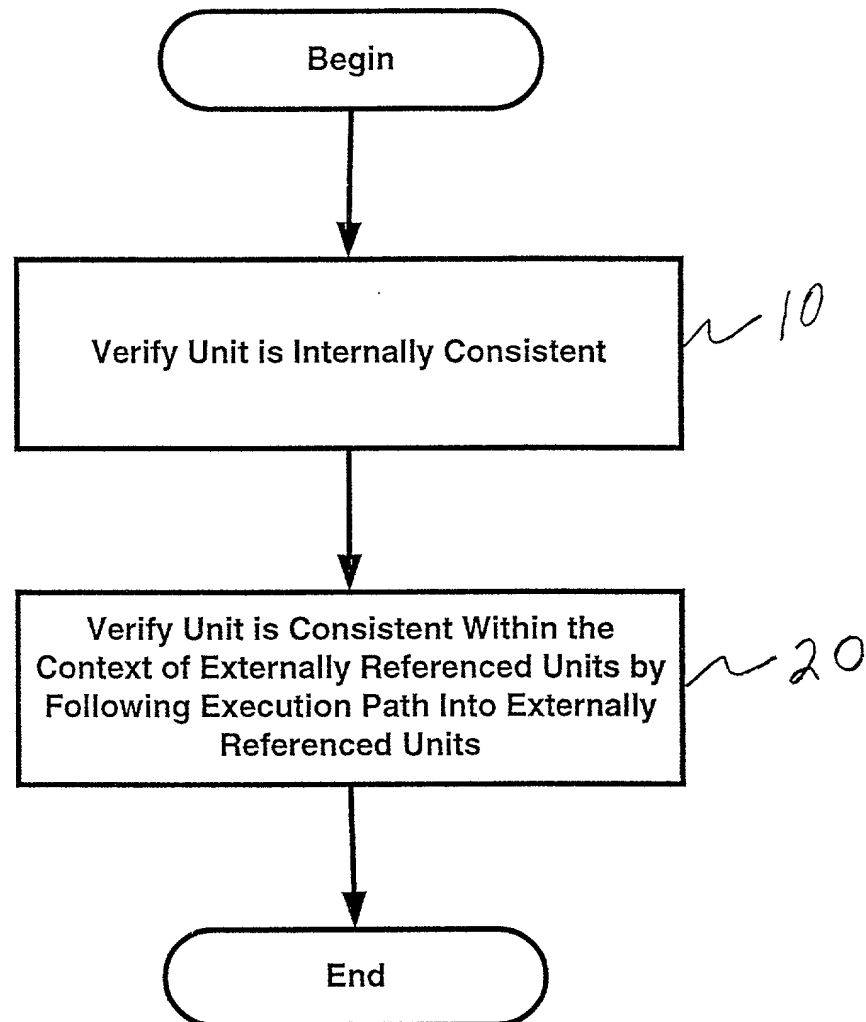 Begin
Verify Unit is Internally Consistent
10
Verify Unit is Consistent Within the
Context of Externally Referenced Units by
Following Execution Path Into Externally
Referenced Units
20
End